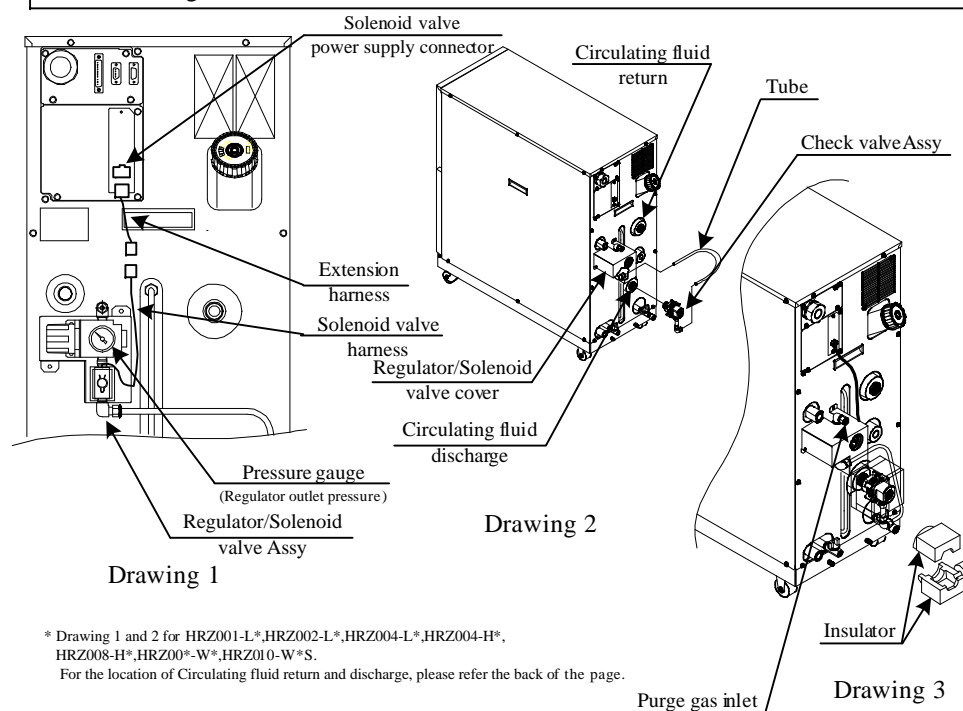 Solenoid valve
power supply connector
Extension
harness
Solenoid valve
harness
Pressure gauge
(Regulator outlet pressure)
Regulator/Solenoid
valve Assy
Drawing 1
Circulating fluid
return
Tube
Check valve Assy
Regulator/Solenoid
valve cover
Circulating fluid
discharge
Drawing 2
Insulator
Purge gas inlet
Drawing 3
* Drawing 1 and 2 for HRZ001-L*,HRZ002-L*,HRZ004-L*,HRZ004-H*,
HRZ008-H*,HRZ00*-W*,HRZ010-W*S.
For the location of Circulating fluid return and discharge, please refer the back of the page.